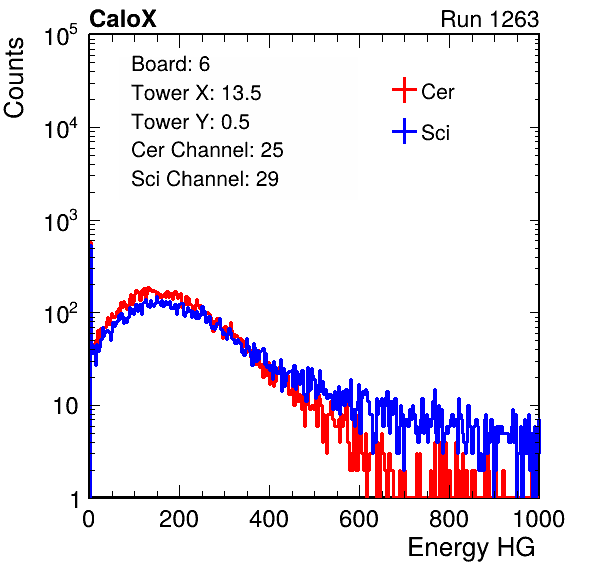 CaloX Run 1263
Counts
10^5
10^4
10^3
10^2
10
1
Board: 6
Tower X: 13.5
Tower Y: 0.5
Cer Channel: 25
Sci Channel: 29
Cer
Sci
0 200 400 600 800 1000
Energy HG